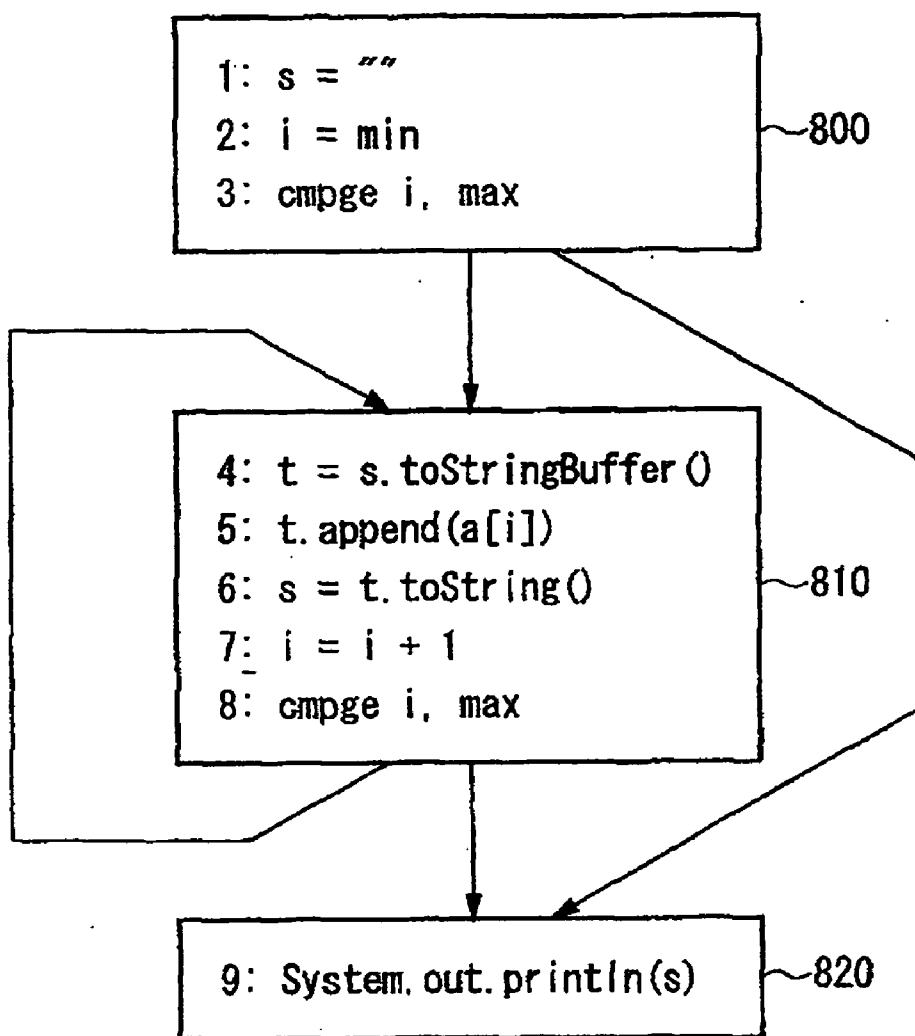 1: s = ""
2: i = min
3: cmpge i, max
800
4: t = s.toStringBuffer()
5: t.append(a[i])
6: s = t.toString()
7: i = i + 1
8: cmpge i, max
810
9: System.out.println(s)
820